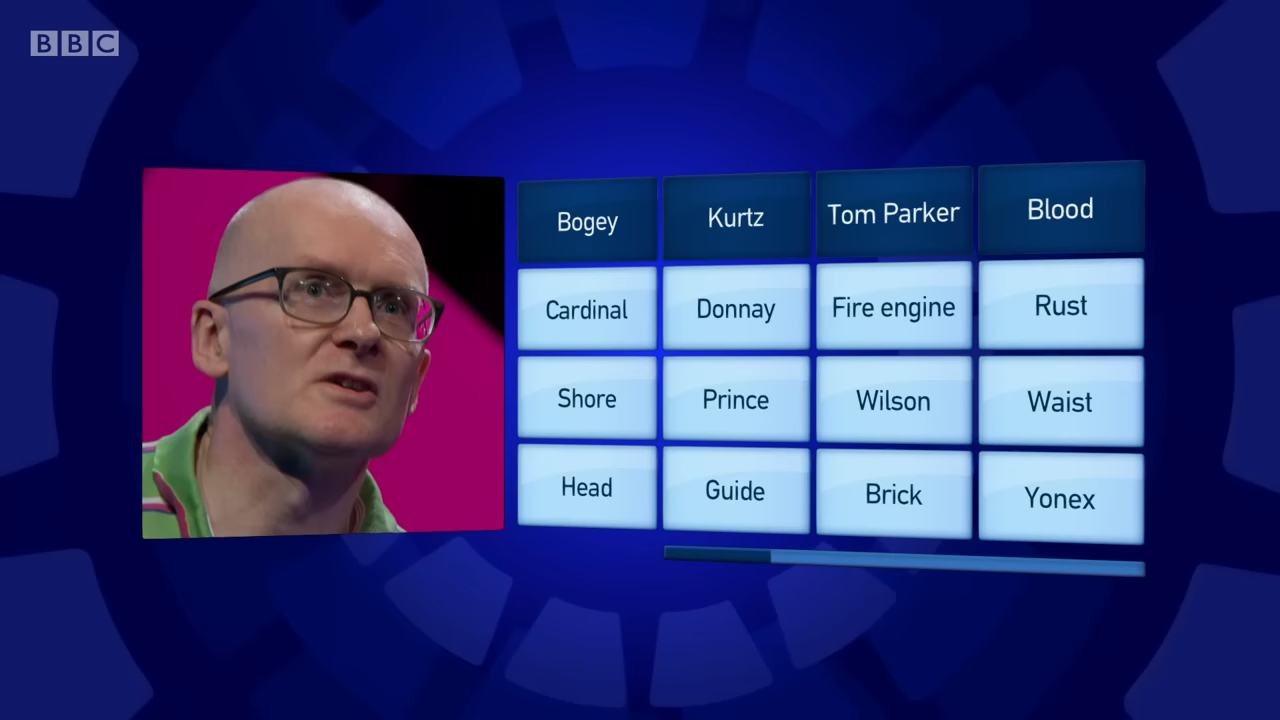 BBC
Bogey
Kurtz
Tom Parker
Blood
Cardinal
Donnay
Fire engine
Rust
Shore
Prince
Wilson
Waist
Head
Guide
Brick
Yonex